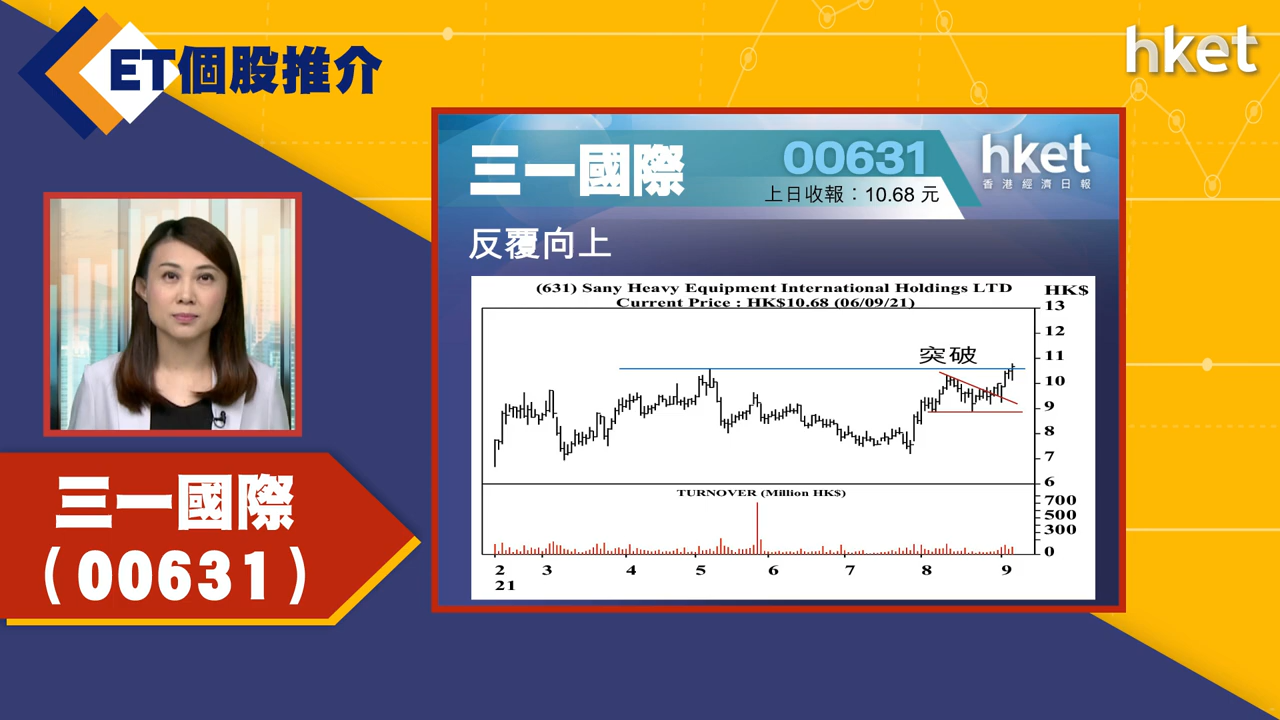 ET個股推介
hket
三一國際
00631
hket
香港經濟日報
上日收報：10.68 元
反覆向上
(631) Sany Heavy Equipment International Holdings LTD
Current Price : HK$10.68 (06/09/21)
HK$
13
12
11
10
9
8
7
6
突破
TURNOVER (Million HK$)
700
500
300
0
2 3 4 5 6 7 8 9
21
三一國際
(00631)